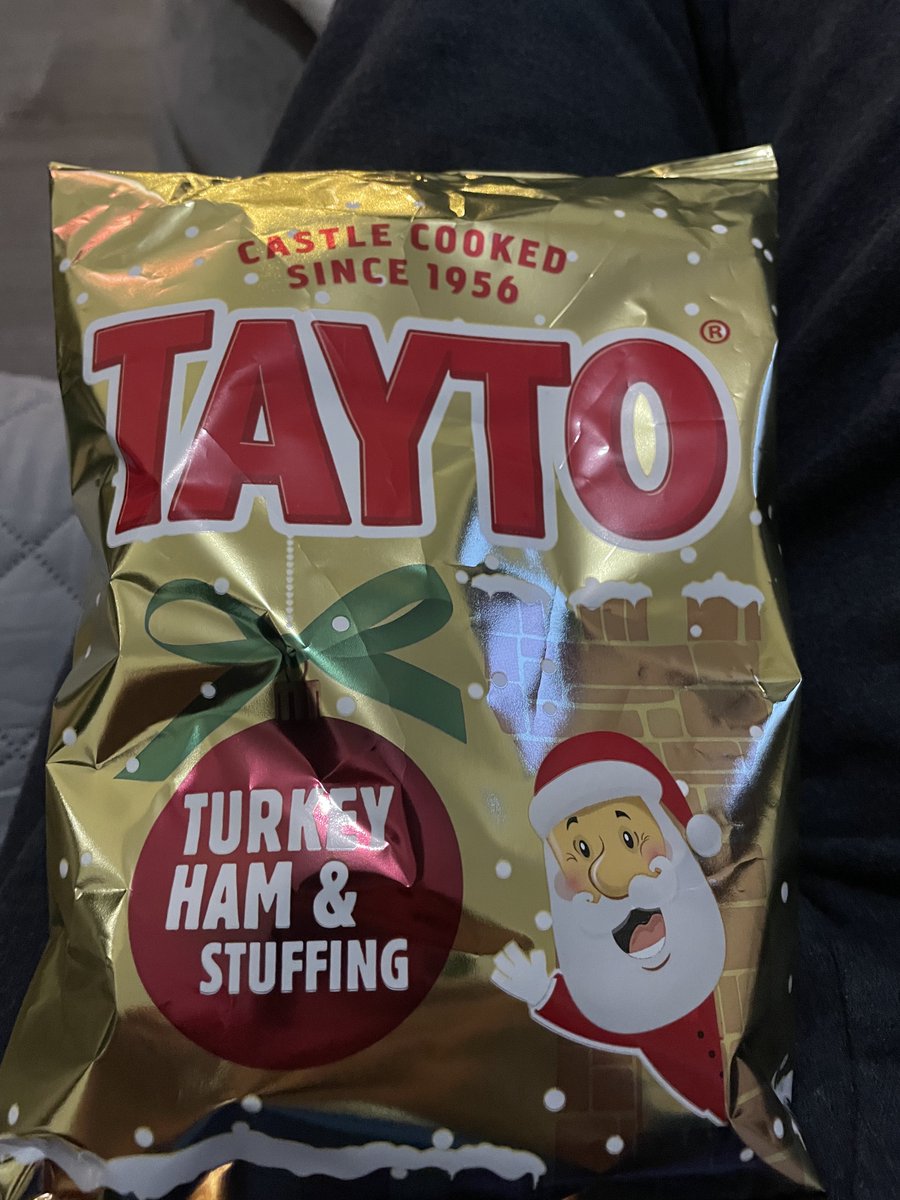 CASTLE COOKED
SINCE 1956
TAYTO®
TURKEY
HAM &
STUFFING